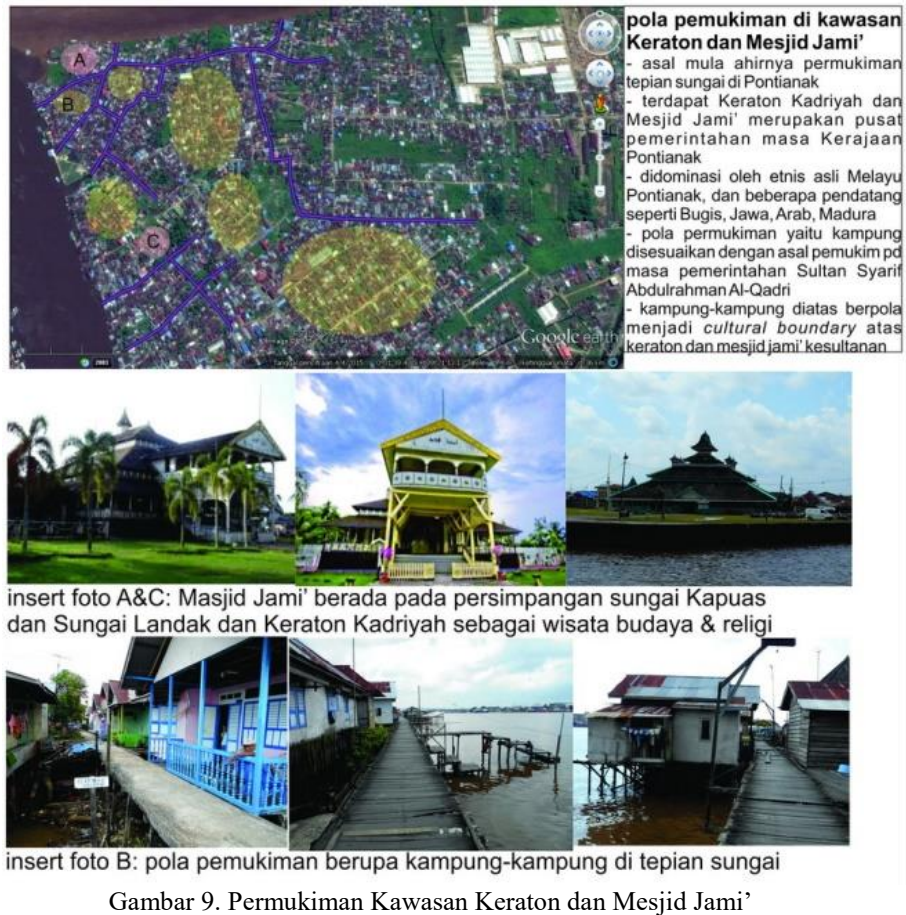 pola pemukiman di kawasan
Keraton dan Mesjid Jami'
- asal mula ahirnya permukiman
tepian sungai di Pontianak
- terdapat Keraton Kadriyah dan
Mesjid Jami' merupakan pusat
pemerintahan masa Kerajaan
Pontianak
- didominasi oleh etnis asli Melayu
Pontianak, dan beberapa pendatang
seperti Bugis, Jawa, Arab, Madura
- pola permukiman yaitu kampung
disesuaikan dengan asal pemukim pd
masa pemerintahan Sultan Syarif
Abdulrahman Al-Qadri
- kampung-kampung diatas berpola
menjadi cultural boundary atas
keraton dan mesjid jami' kesultanan
A
B
C
Google earth
insert foto A&C: Masjid Jami' berada pada persimpangan sungai Kapuas
dan Sungai Landak dan Keraton Kadriyah sebagai wisata budaya & religi
insert foto B: pola pemukiman berupa kampung-kampung di tepian sungai
Gambar 9. Permukiman Kawasan Keraton dan Mesjid Jami'